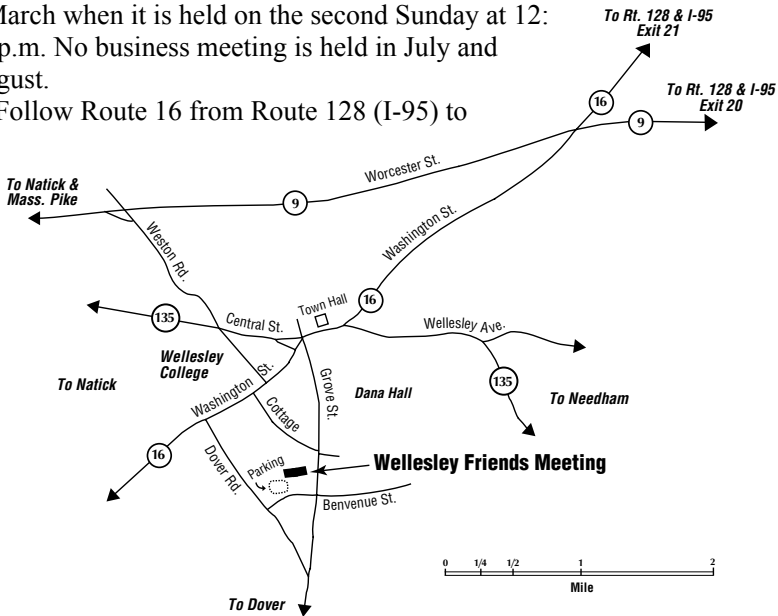 March when it is held on the second Sunday at 12:
p.m. No business meeting is held in July and
gust.
Follow Route 16 from Route 128 (I-95) to
To Rt. 128 & I-95
Exit 21
16
To Rt. 128 & I-95
Exit 20
9
Worcester St.
To Natick &
Mass. Pike
9
Washington St.
Weston Rd.
16
Town Hall
135
Central St.
Wellesley Ave.
Wellesley
College
Washington St.
Grove St.
Dana Hall
135
To Natick
To Needham
Cottage
16
Dover Rd.
Parking
Wellesley Friends Meeting
Benvenue St.
0 1/4 1/2 1 2
Mile
To Dover